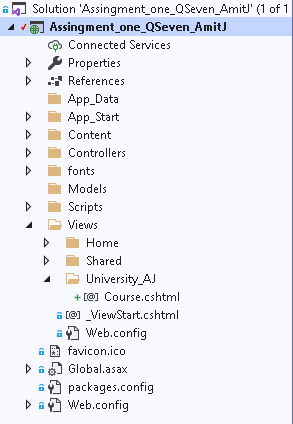 Solution 'Assingment_one_QSeven_AmitJ' (1 of 1
Assingment_one_QSeven_AmitJ
Connected Services
Properties
References
App_Data
App_Start
Content
Controllers
fonts
Models
Scripts
Views
Home
Shared
University_AJ
Course.cshtml
_ViewStart.cshtml
Web.config
favicon.ico
Global.asax
packages.config
Web.config